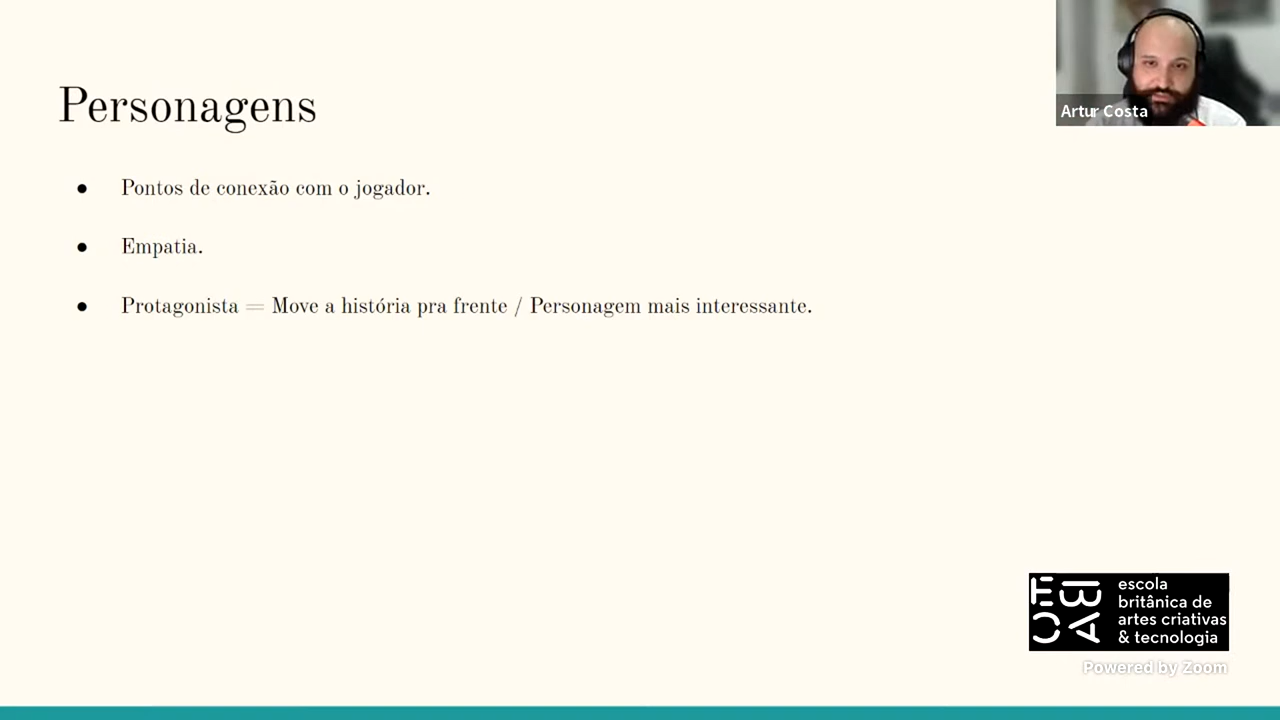 Personagens
Artur Costa
● Pontos de conexão com o jogador.
● Empatia.
● Protagonista = Move a história pra frente / Personagem mais interessante.
EBAC
escola
britânica de
artes criativas
& tecnologia
Powered by Zoom